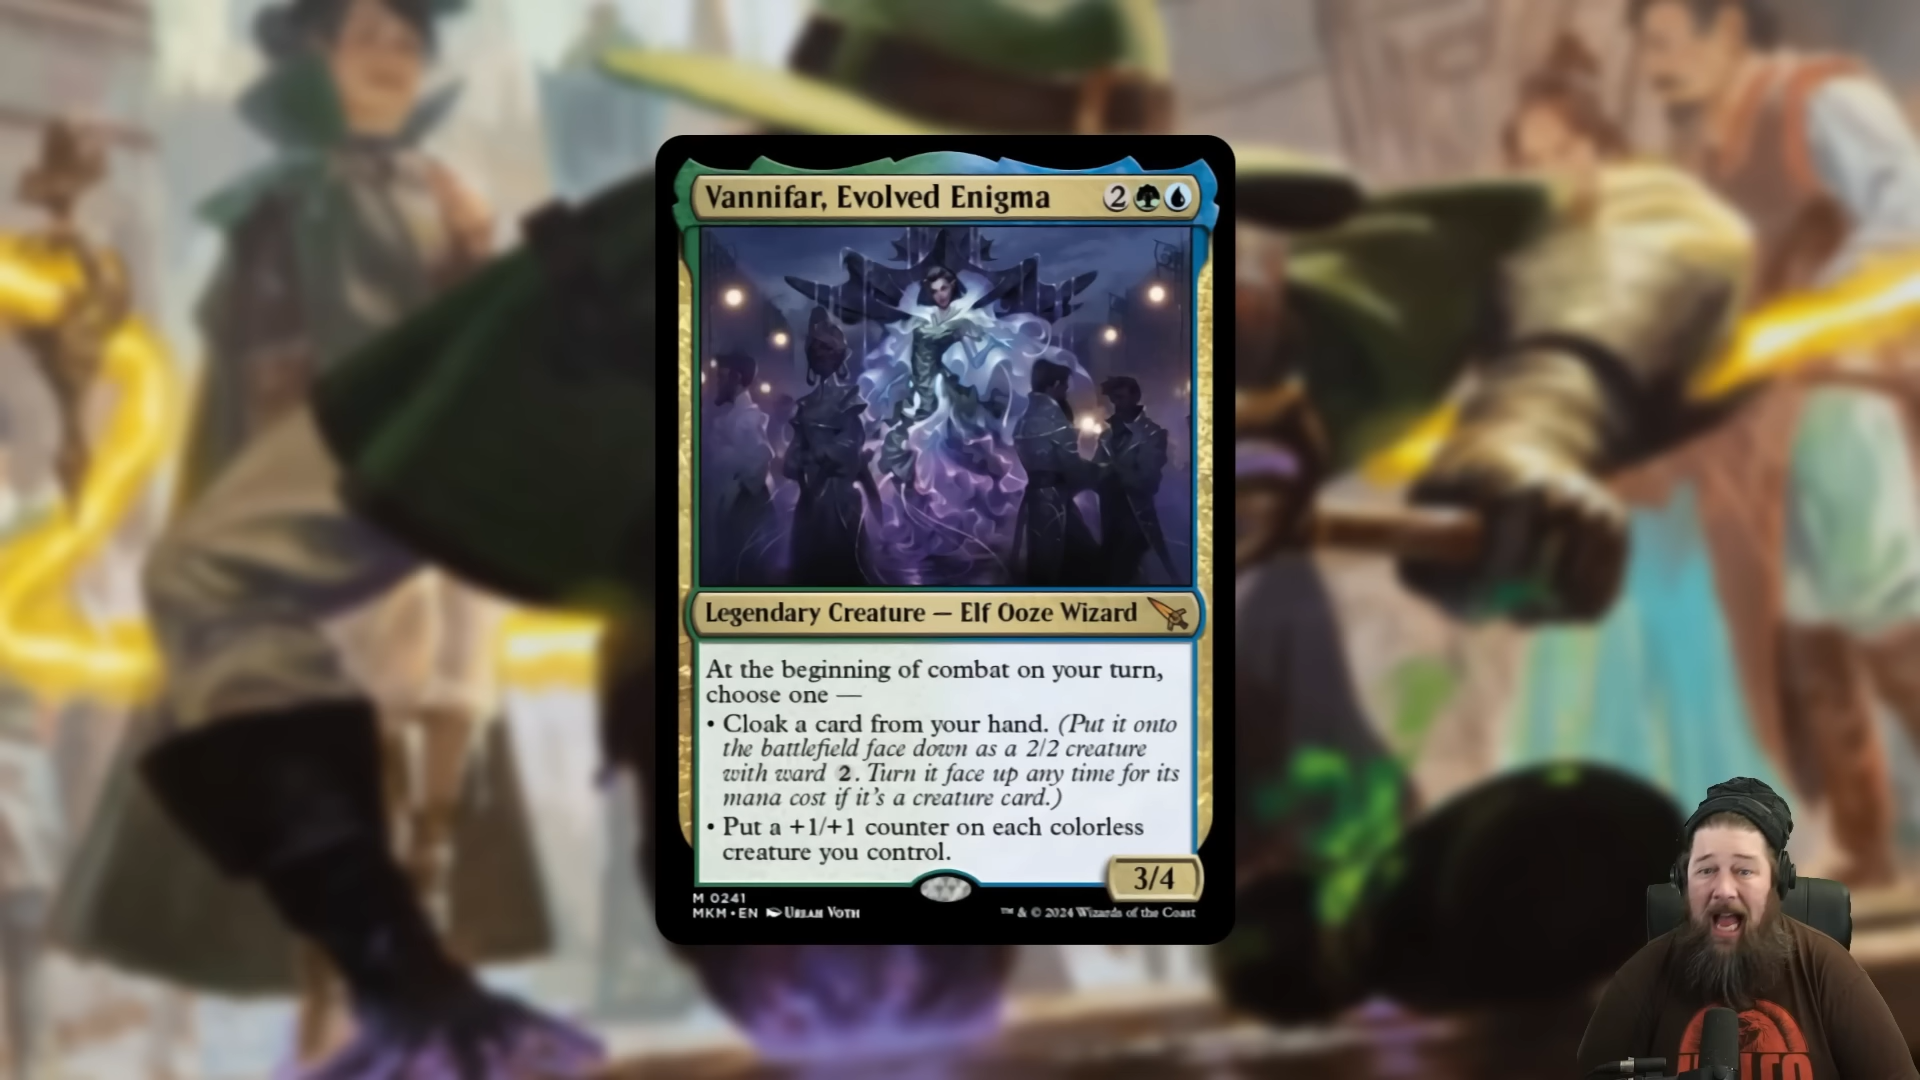 Vannifar, Evolved Enigma 2
Legendary Creature — Elf Ooze Wizard
At the beginning of combat on your turn,
choose one —
• Cloak a card from your hand. (Put it onto
the battlefield face down as a 2/2 creature
with ward 2. Turn it face up any time for its
mana cost if it's a creature card.)
• Put a +1/+1 counter on each colorless
creature you control.
3/4
M 0241
MKM • EN Uriah Voth
™ & © 2024 Wizards of the Coast